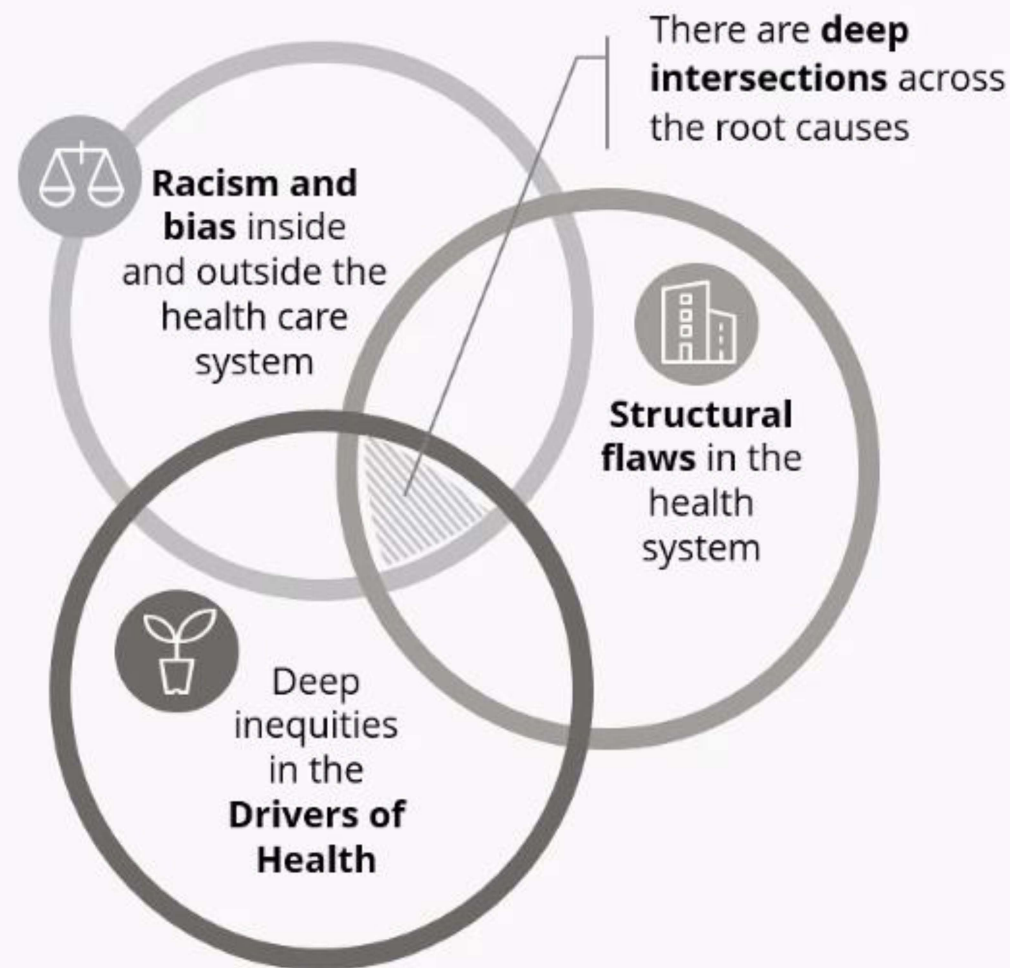 There are deep
intersections across
the root causes
Racism and
bias inside
and outside the
health care
system
Structural
flaws in the
health
system
Deep
inequities
in the
Drivers of
Health